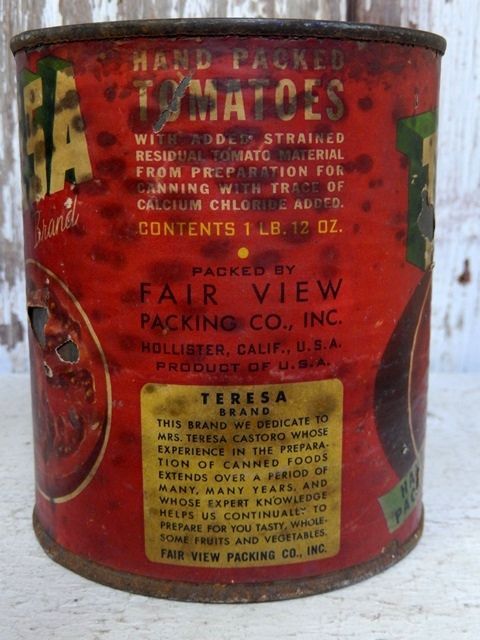 HAND PACKED
TOMATOES
WITH ADDED STRAINED
RESIDUAL TOMATO MATERIAL
FROM PREPARATION FOR
CANNING WITH TRACE OF
CALCIUM CHLORIDE ADDED.
CONTENTS 1 LB. 12 OZ.
PACKED BY
FAIR VIEW
PACKING CO., INC.
HOLLISTER, CALIF., U.S.A.
PRODUCT OF U.S.A.
TERESA
BRAND
THIS BRAND WE DEDICATE TO
MRS. TERESA CASTORO WHOSE
EXPERIENCE IN THE PREPARA-
TION OF CANNED FOODS
EXTENDS OVER A PERIOD OF
MANY, MANY YEARS, AND
WHOSE EXPERT KNOWLEDGE
HELPS US CONTINUALLY TO
PREPARE FOR YOU TASTY, WHOLE-
SOME FRUITS AND VEGETABLES.
FAIR VIEW PACKING CO., INC.
SA
Brand